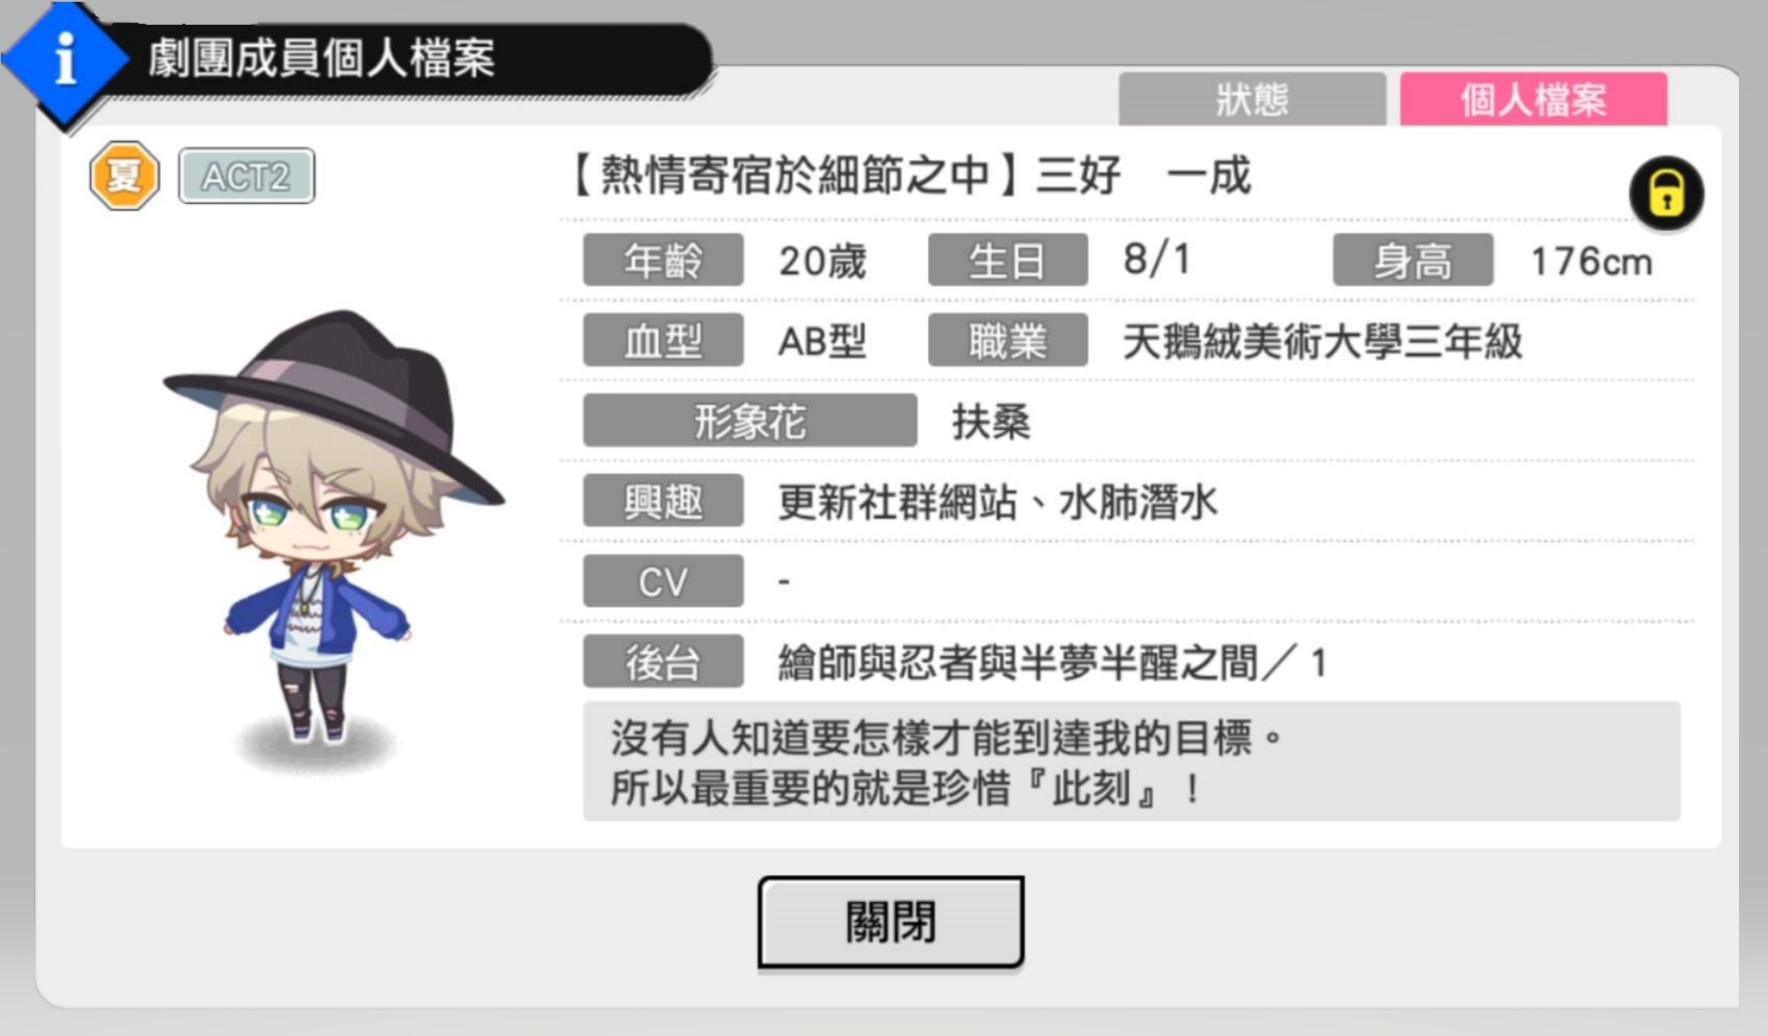 劇團成員個人檔案
狀態 個人檔案
夏 ACT2
【熱情寄宿於細節之中】三好　一成
年齡 20歲 生日 8/1 身高 176cm
血型 AB型 職業 天鵝絨美術大學三年級
形象花 扶桑
興趣 更新社群網站、水肺潛水
CV -
後台 繪師與忍者與半夢半醒之間／1
沒有人知道要怎樣才能到達我的目標。
所以最重要的就是珍惜『此刻』！
關閉